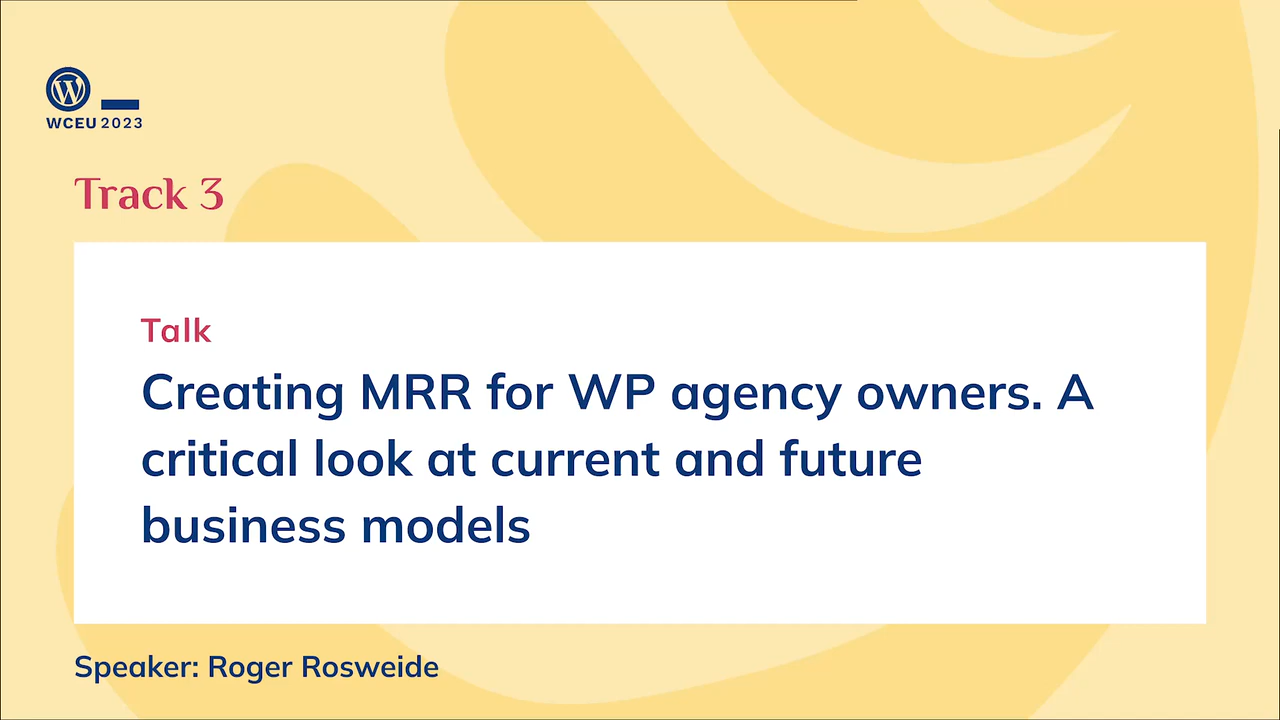 WCEU 2023
Track 3
Talk
Creating MRR for WP agency owners. A
critical look at current and future
business models
Speaker: Roger Rosweide